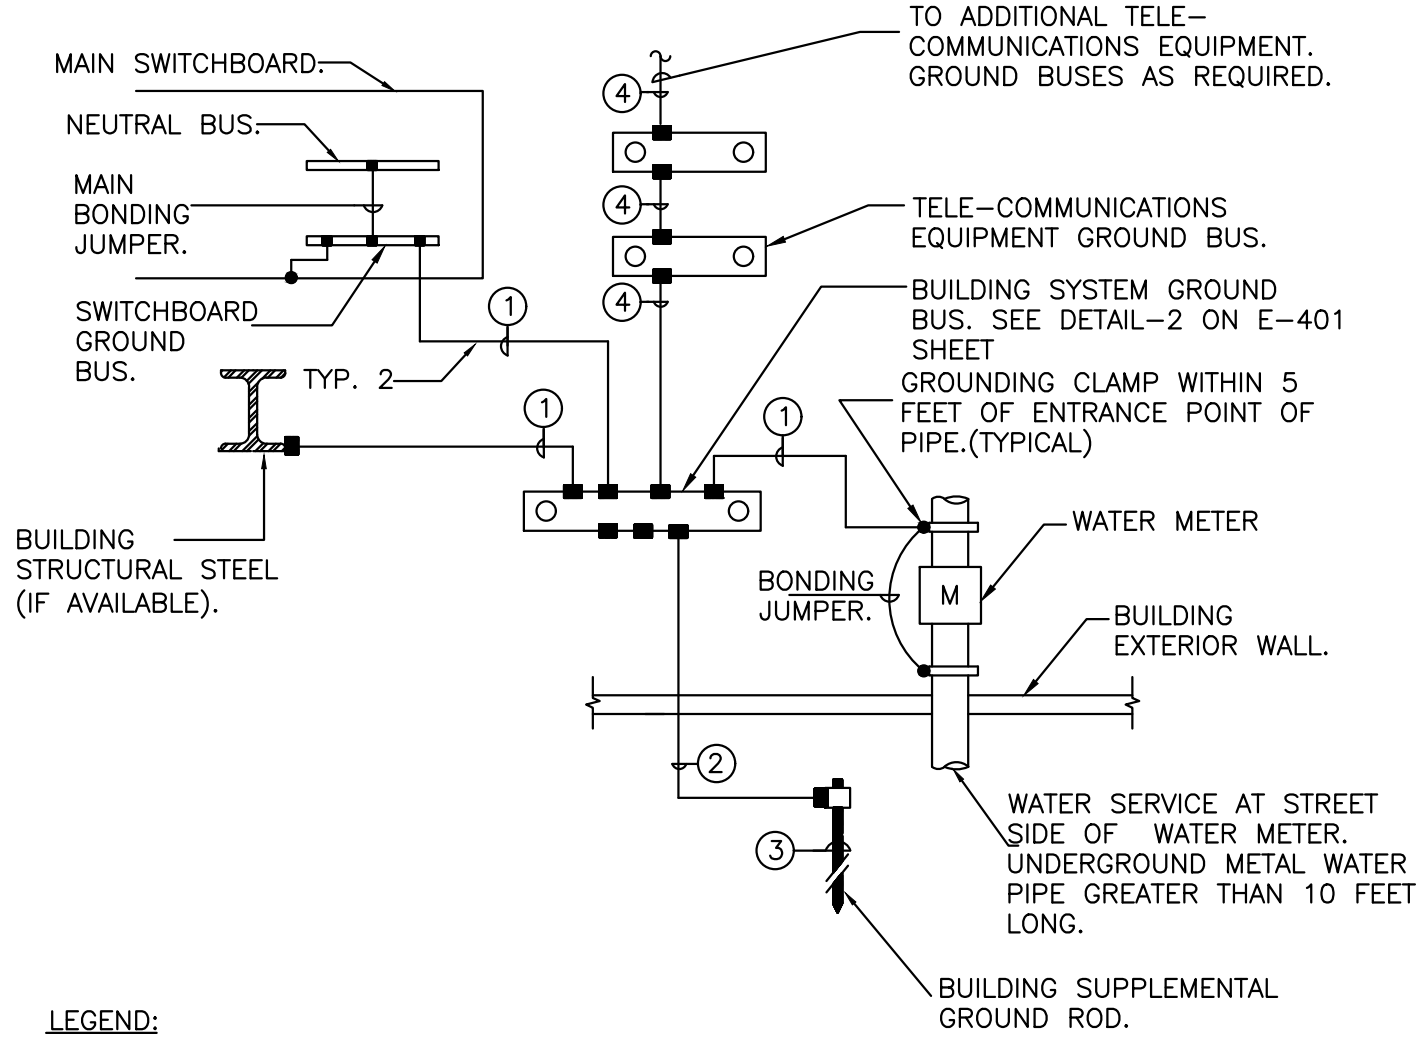 TO ADDITIONAL TELE-
COMMUNICATIONS EQUIPMENT.
GROUND BUSES AS REQUIRED.
MAIN SWITCHBOARD.
4
NEUTRAL BUS.
MAIN
BONDING
JUMPER.
4
TELE-COMMUNICATIONS
EQUIPMENT GROUND BUS.
SWITCHBOARD
GROUND
BUS.
1
4
BUILDING SYSTEM GROUND
BUS. SEE DETAIL-2 ON E-401
SHEET
TYP. 2
1
1
GROUNDING CLAMP WITHIN 5
FEET OF ENTRANCE POINT OF
PIPE.(TYPICAL)
BUILDING
STRUCTURAL STEEL
(IF AVAILABLE).
WATER METER
BONDING
JUMPER.
M
BUILDING
EXTERIOR WALL.
2
3
WATER SERVICE AT STREET
SIDE OF WATER METER.
UNDERGROUND METAL WATER
PIPE GREATER THAN 10 FEET
LONG.
BUILDING SUPPLEMENTAL
GROUND ROD.
LEGEND: